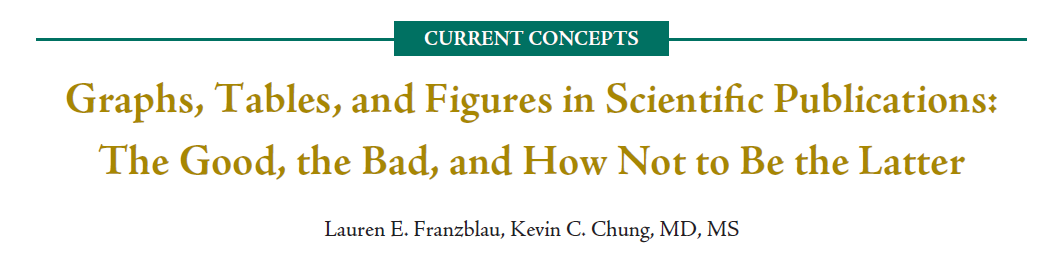 CURRENT CONCEPTS
Graphs, Tables, and Figures in Scientific Publications:
The Good, the Bad, and How Not to Be the Latter
Lauren E. Franzblau, Kevin C. Chung, MD, MS